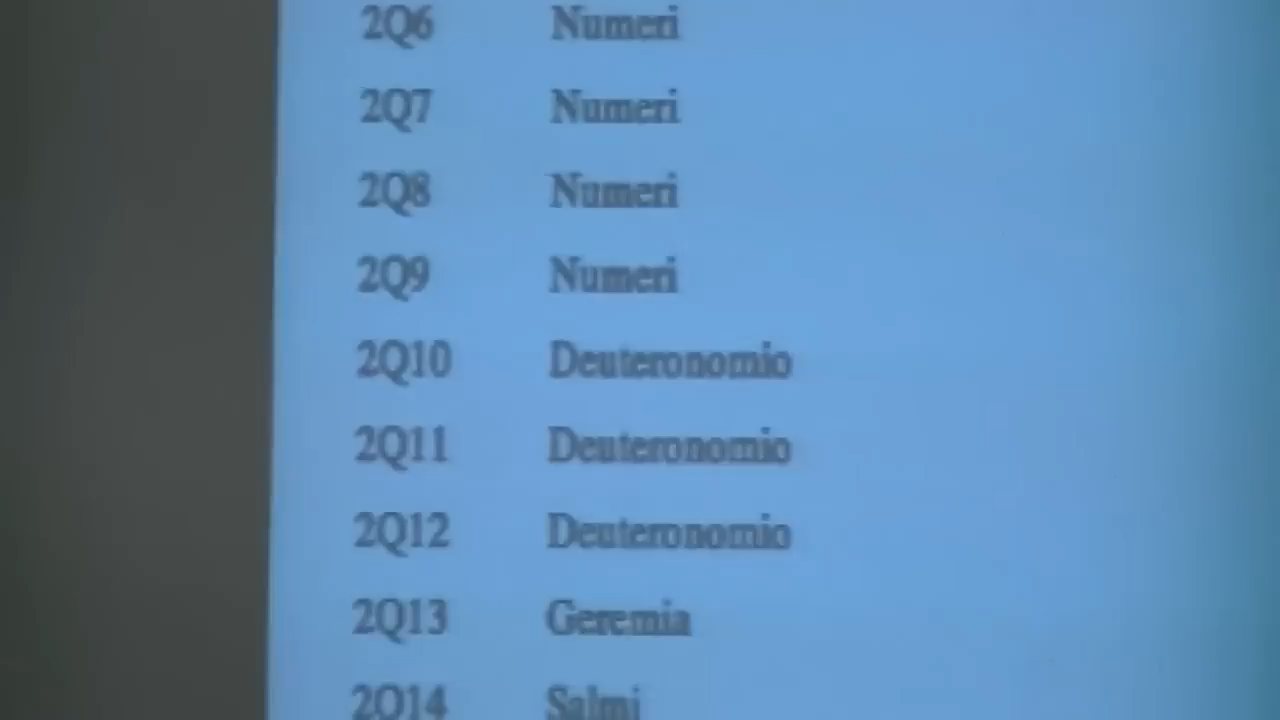 2Q6 Numeri
2Q7 Numeri
2Q8 Numeri
2Q9 Numeri
2Q10 Deuteronomio
2Q11 Deuteronomio
2Q12 Deuteronomio
2Q13 Geremia
2Q14 Salmi